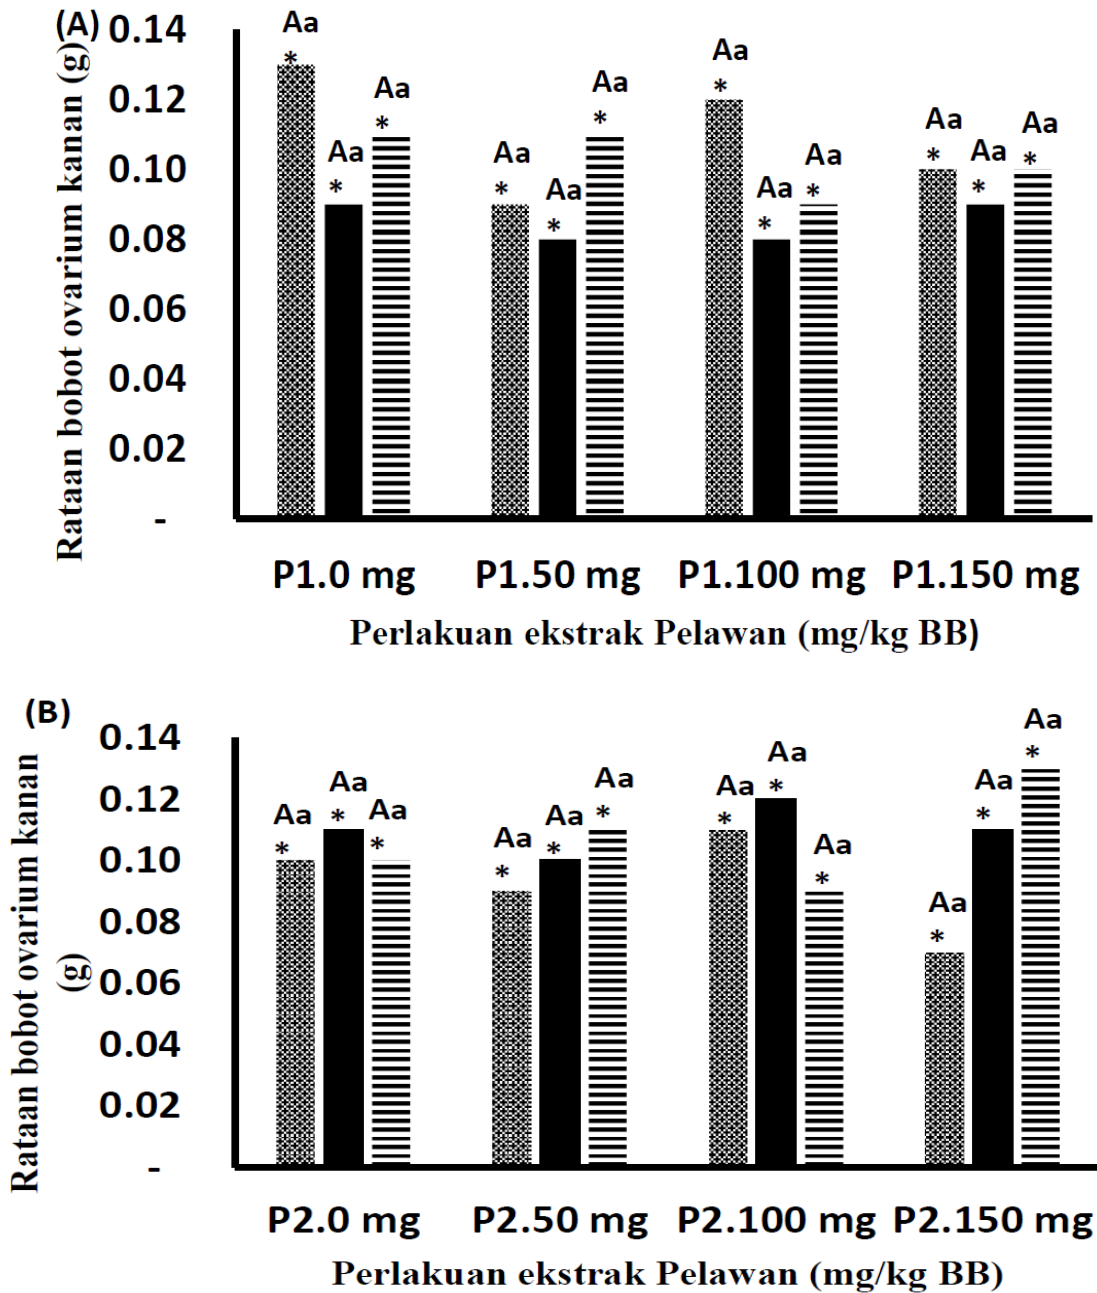 (A)
Rataan bobot ovarium kanan (g)
0.14
0.12
0.10
0.08
0.06
0.04
0.02
-
Aa
*
Aa
*
Aa
*
Aa
*
Aa
*
Aa
*
Aa
*
Aa
*
Aa
*
Aa
*
Aa
*
Aa
*
P1.0 mg P1.50 mg P1.100 mg P1.150 mg
Perlakuan ekstrak Pelawan (mg/kg BB)
(B)
Rataan bobot ovarium kanan
(g)
0.14
0.12
0.10
0.08
0.06
0.04
0.02
-
Aa
*
Aa
*
Aa
*
Aa
*
Aa
*
Aa
*
Aa
*
Aa
*
Aa
*
Aa
*
Aa
*
Aa
*
P2.0 mg P2.50 mg P2.100 mg P2.150 mg
Perlakuan ekstrak Pelawan (mg/kg BB)